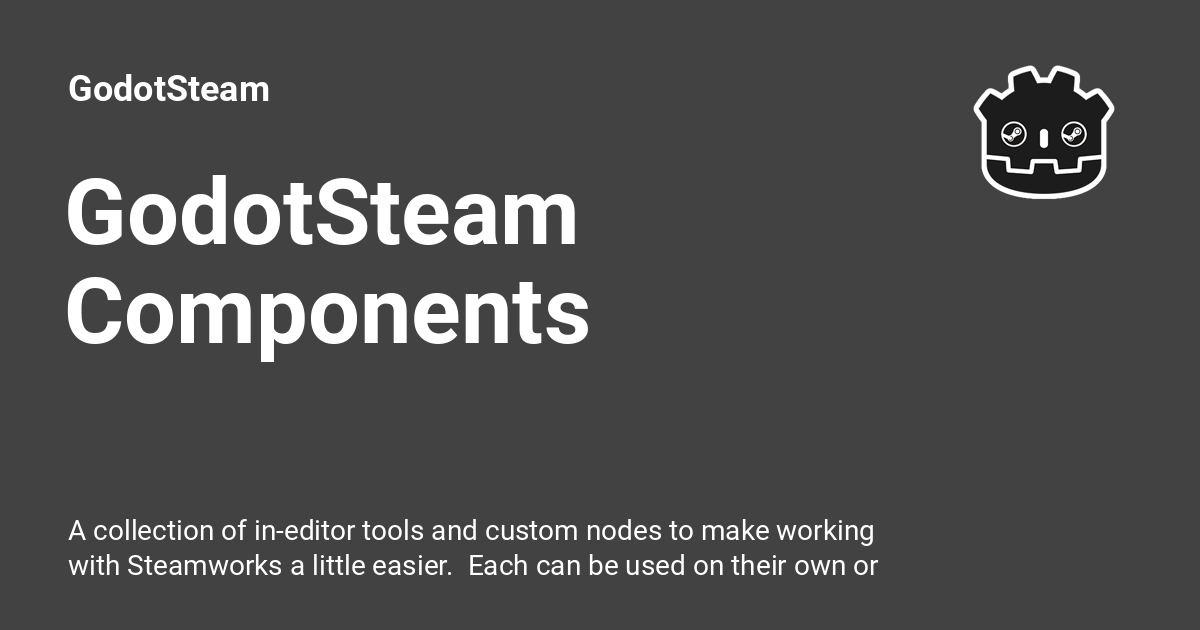 GodotSteam
GodotSteam
Components
A collection of in-editor tools and custom nodes to make working
with Steamworks a little easier.  Each can be used on their own or